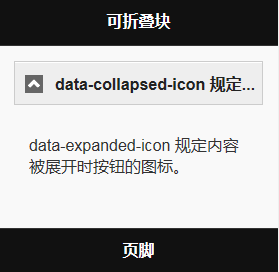 可折叠块
data-collapsed-icon 规定...
data-expanded-icon 规定内容
被展开时按钮的图标。
页脚